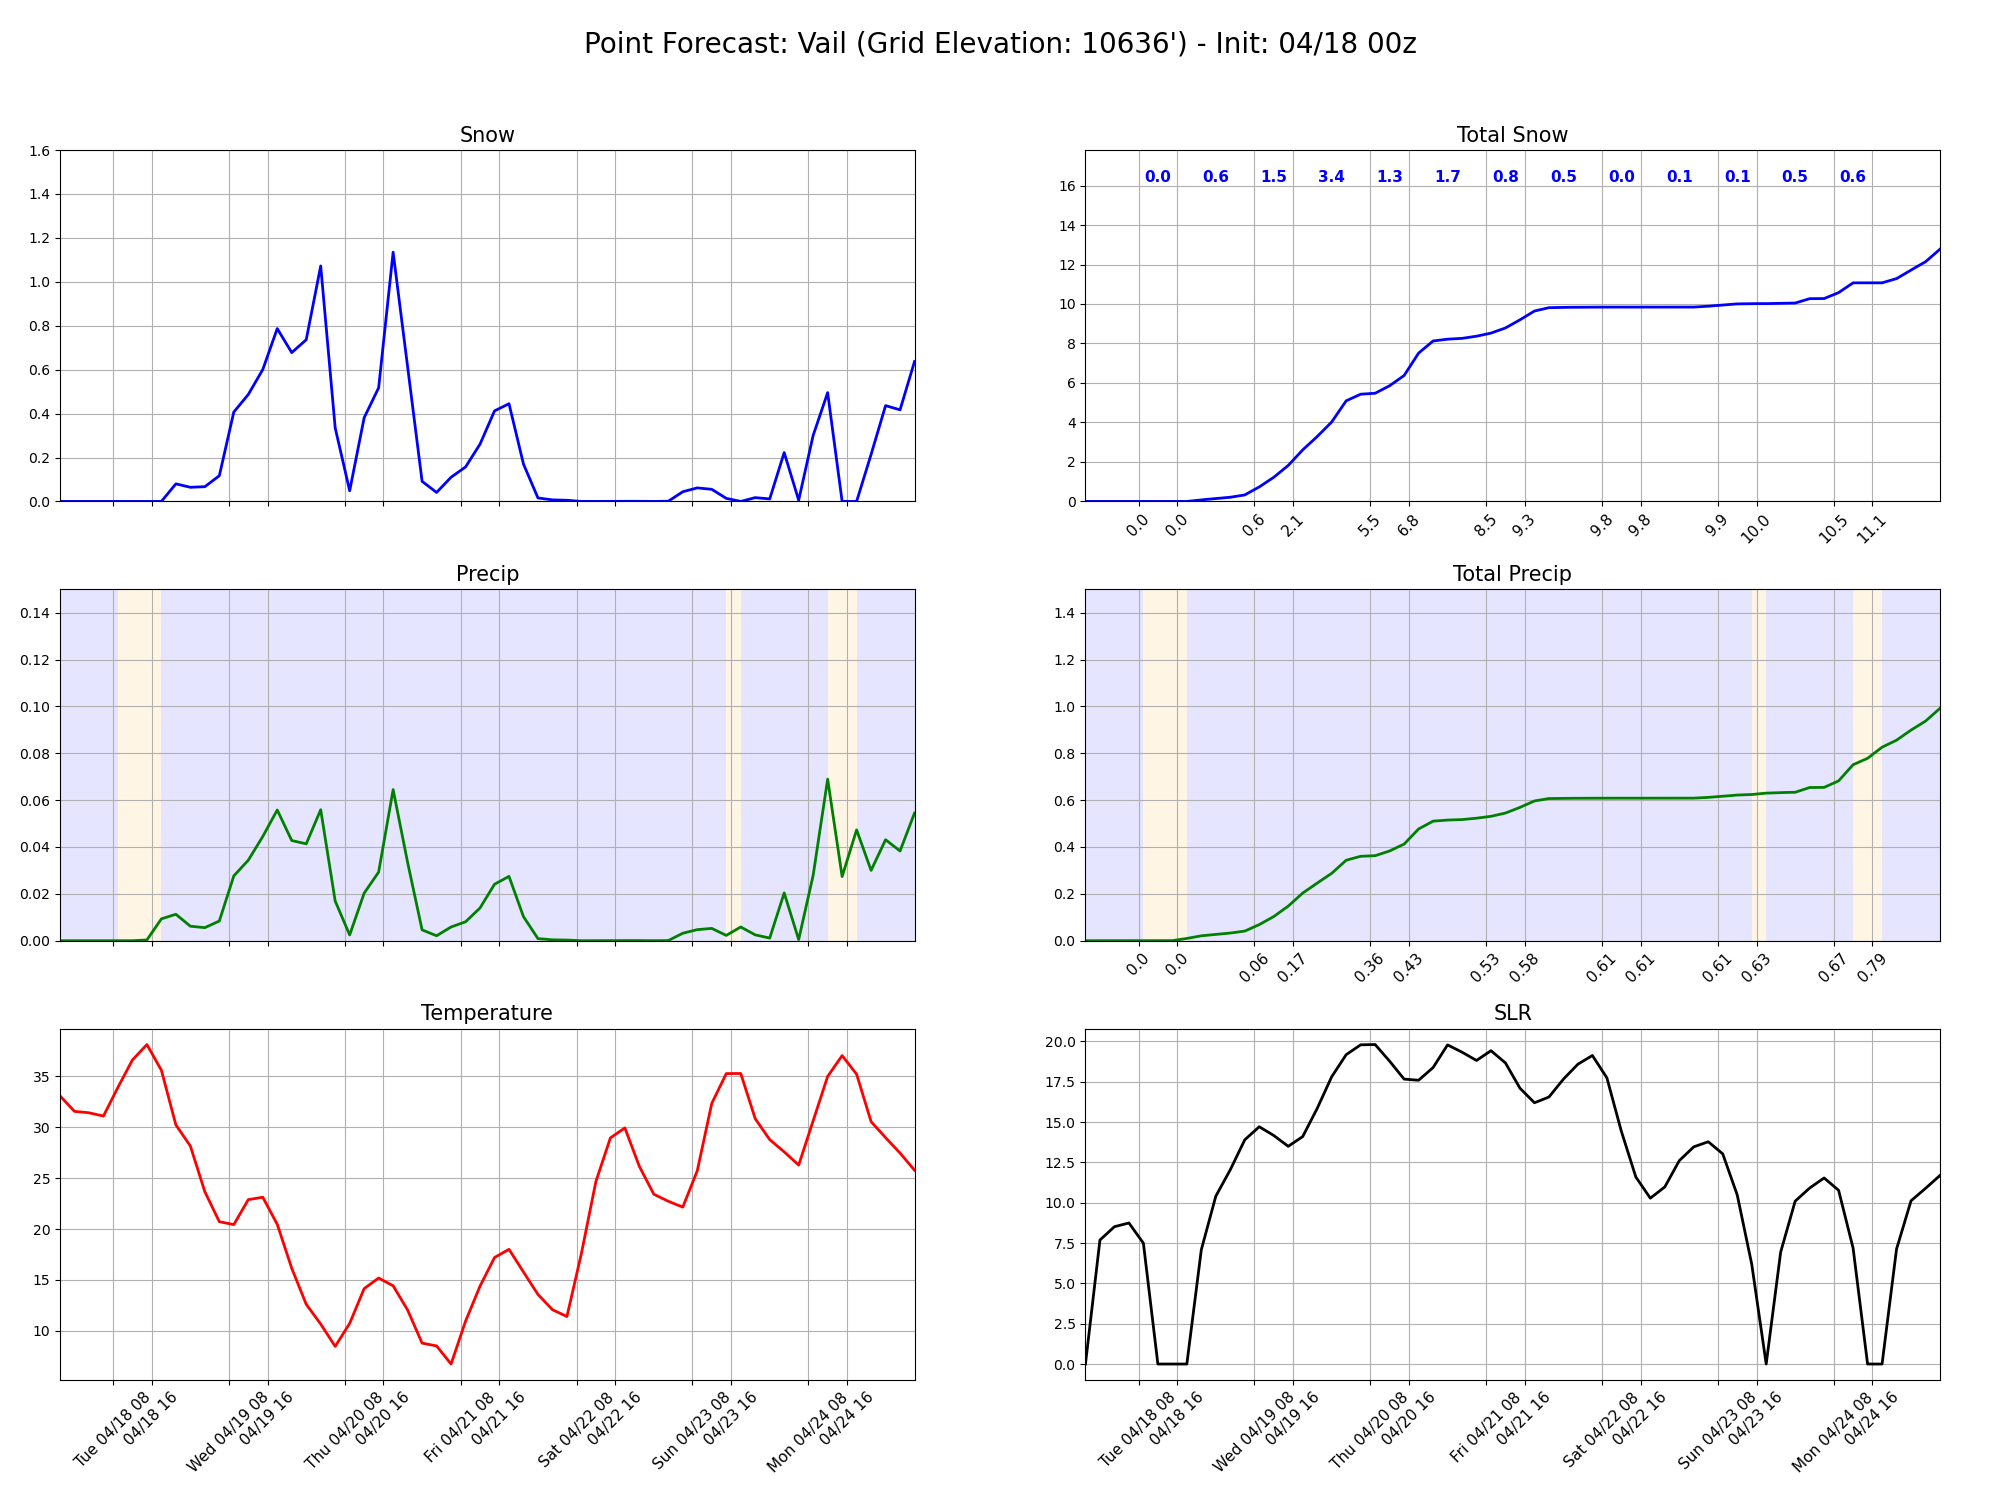 Point Forecast: Vail (Grid Elevation: 10636') - Init: 04/18 00z
Snow
1.6
1.4
1.2
1.0
0.8
0.6
0.4
0.2
0.0
Total Snow
0.0 0.6 1.5 3.4 1.3 1.7 0.8 0.5 0.0 0.1 0.1 0.5 0.6
16
14
12
10
8
6
4
2
0
0.0 0.0 0.6 2.1 5.5 6.8 8.5 9.3 9.8 9.8 9.9 10.0 10.5 11.1
Precip
0.14
0.12
0.10
0.08
0.06
0.04
0.02
0.00
Total Precip
1.4
1.2
1.0
0.8
0.6
0.4
0.2
0.0
0.0 0.0 0.06 0.17 0.36 0.43 0.53 0.58 0.61 0.61 0.61 0.63 0.67 0.79
Temperature
35
30
25
20
15
10
Tue 04/18 08
04/18 16
Wed 04/19 08
04/19 16
Thu 04/20 08
04/20 16
Fri 04/21 08
04/21 16
Sat 04/22 08
04/22 16
Sun 04/23 08
04/23 16
Mon 04/24 08
04/24 16
SLR
20.0
17.5
15.0
12.5
10.0
7.5
5.0
2.5
0.0
Tue 04/18 08
04/18 16
Wed 04/19 08
04/19 16
Thu 04/20 08
04/20 16
Fri 04/21 08
04/21 16
Sat 04/22 08
04/22 16
Sun 04/23 08
04/23 16
Mon 04/24 08
04/24 16